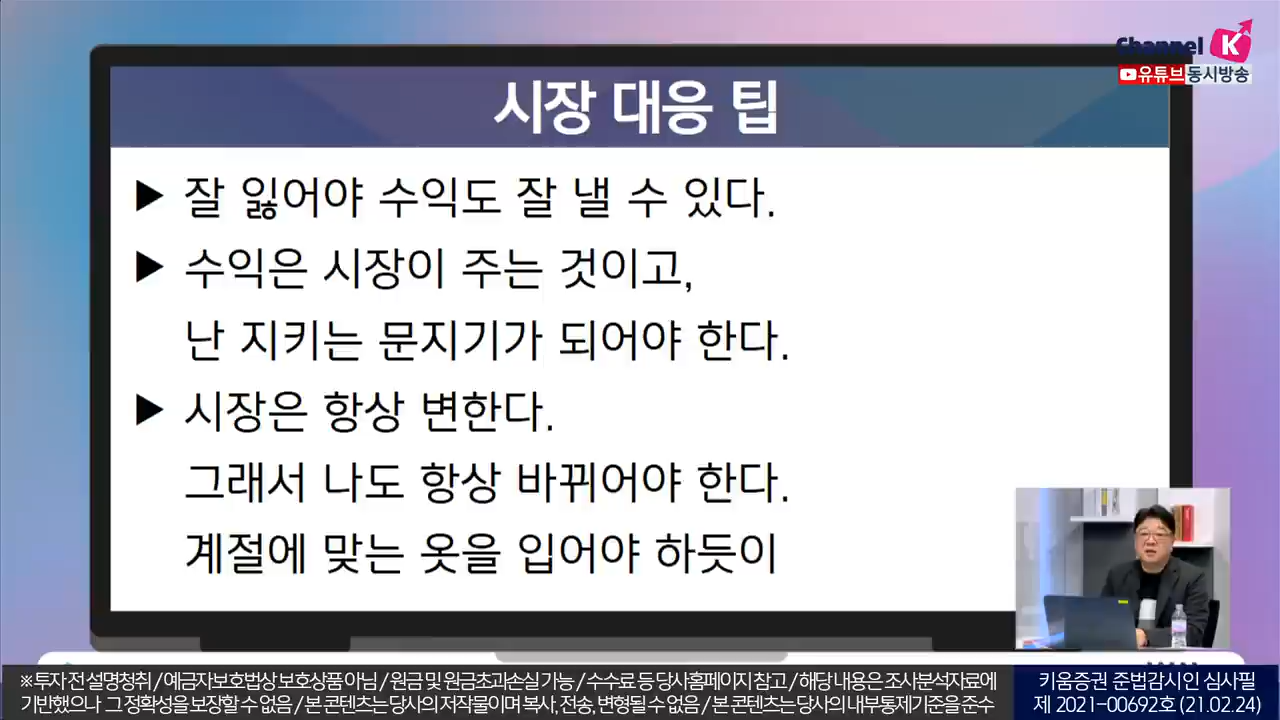 Channel K
유튜브동시방송
시장 대응 팁
▶ 잘 잃어야 수익도 잘 낼 수 있다.
▶ 수익은 시장이 주는 것이고,
난 지키는 문지기가 되어야 한다.
▶ 시장은 항상 변한다.
그래서 나도 항상 바뀌어야 한다.
계절에 맞는 옷을 입어야 하듯이
※ 투자 전 설명청취 / 예금자보호법상 보호상품 아님 / 원금 및 원금초과손실 가능 / 수수료 등 당사홈페이지 참고 / 해당 내용은 조사분석자료에
기반했으나 그 정확성을 보장할 수 없음 / 본 콘텐츠는 당사의 저작물이며 복사, 전송, 변형될 수 없음 / 본 콘텐츠는 당사의 내부통제기준을 준수
키움증권 준법감시인 심사필
제 2021-00692호 (21.02.24)